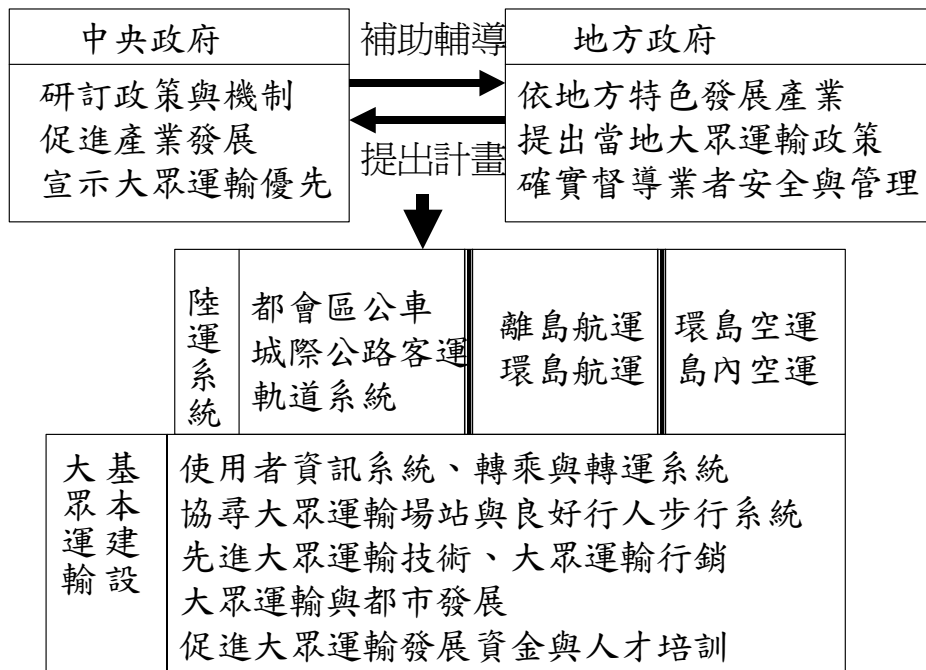 中央政府
研訂政策與機制
促進產業發展
宣示大眾運輸優先
補助輔導
提出計畫
地方政府
依地方特色發展產業
提出當地大眾運輸政策
確實督導業者安全與管理
陸運系統
都會區公車
城際公路客運
軌道系統
離島航運
環島航運
環島空運
島內空運
大眾運輸
基本建設
使用者資訊系統、轉乘與轉運系統
協尋大眾運輸場站與良好行人步行系統
先進大眾運輸技術、大眾運輸行銷
大眾運輸與都市發展
促進大眾運輸發展資金與人才培訓